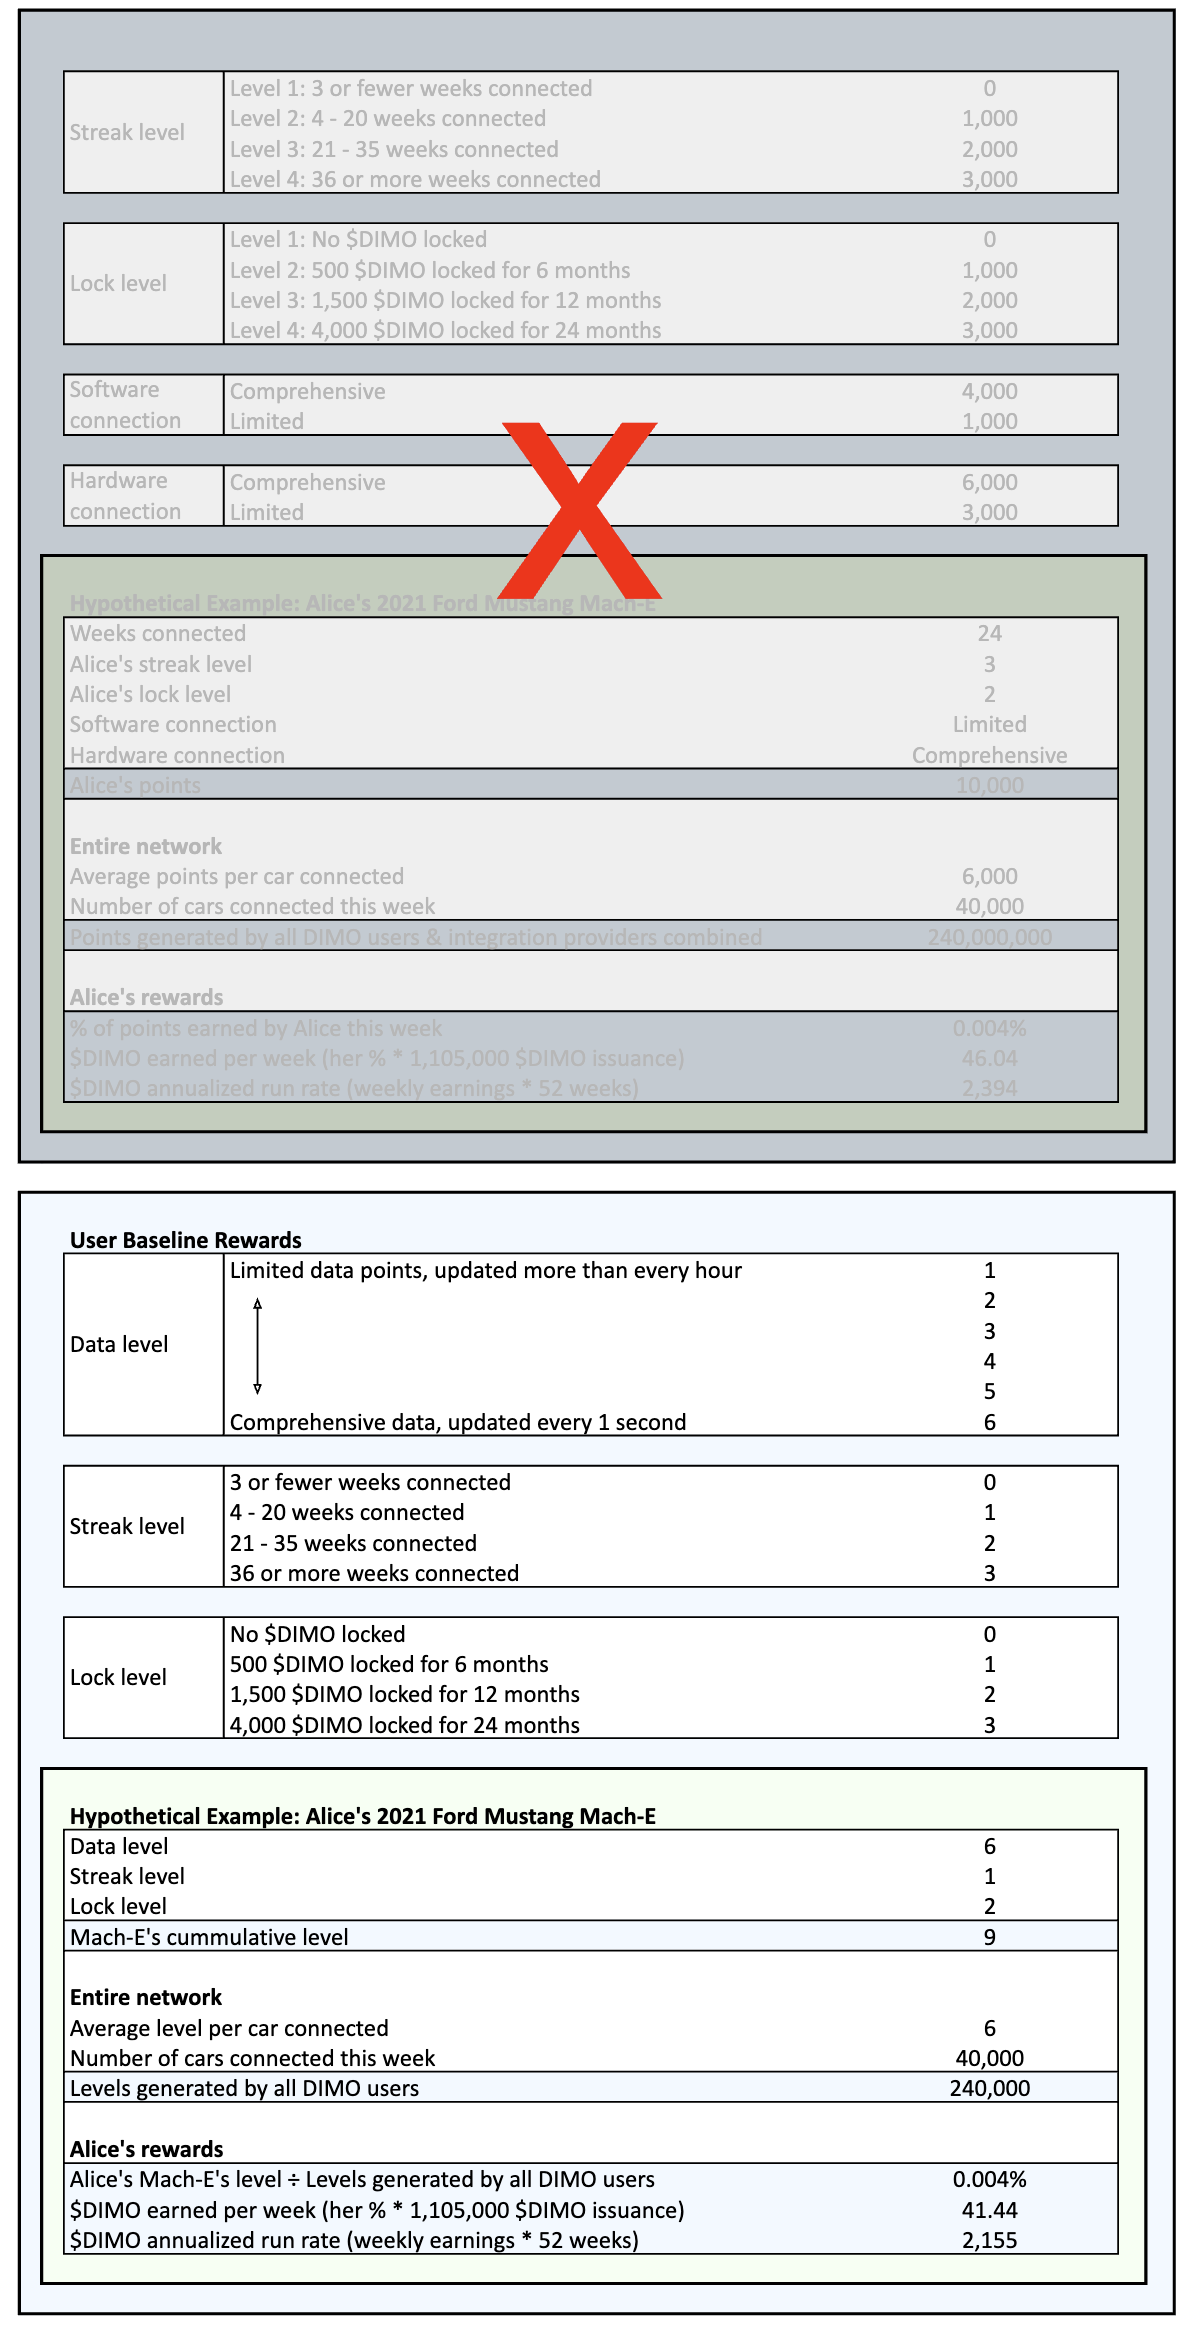 Level 1: 3 or fewer weeks connected 0
Level 2: 4 - 20 weeks connected 1,000
Streak level
Level 3: 21 - 35 weeks connected 2,000
Level 4: 36 or more weeks connected 3,000
Level 1: No $DIMO locked 0
Level 2: 500 $DIMO locked for 6 months 1,000
Lock level
Level 3: 1,500 $DIMO locked for 12 months 2,000
Level 4: 4,000 $DIMO locked for 24 months 3,000
Software Comprehensive 4,000
connection Limited 1,000
X
Hardware Comprehensive 6,000
connection Limited 3,000
Hypothetical Example: Alice's 2021 Ford Mustang Mach-E
Weeks connected 24
Alice's streak level 3
Alice's lock level 2
Software connection Limited
Hardware connection Comprehensive
Alice's points 10,000
Entire network
Average points per car connected 6,000
Number of cars connected this week 40,000
Points generated by all DIMO users & integration providers combined 240,000,000
Alice's rewards
% of points earned by Alice this week 0.004%
$DIMO earned per week (her % * 1,105,000 $DIMO issuance) 46.04
$DIMO annualized run rate (weekly earnings * 52 weeks) 2,394
User Baseline Rewards
Limited data points, updated more than every hour 1
2
3
Data level
4
5
Comprehensive data, updated every 1 second 6
3 or fewer weeks connected 0
4 - 20 weeks connected 1
Streak level
21 - 35 weeks connected 2
36 or more weeks connected 3
No $DIMO locked 0
500 $DIMO locked for 6 months 1
Lock level
1,500 $DIMO locked for 12 months 2
4,000 $DIMO locked for 24 months 3
Hypothetical Example: Alice's 2021 Ford Mustang Mach-E
Data level 6
Streak level 1
Lock level 2
Mach-E's cummulative level 9
Entire network
Average level per car connected 6
Number of cars connected this week 40,000
Levels generated by all DIMO users 240,000
Alice's rewards
Alice's Mach-E's level ÷ Levels generated by all DIMO users 0.004%
$DIMO earned per week (her % * 1,105,000 $DIMO issuance) 41.44
$DIMO annualized run rate (weekly earnings * 52 weeks) 2,155